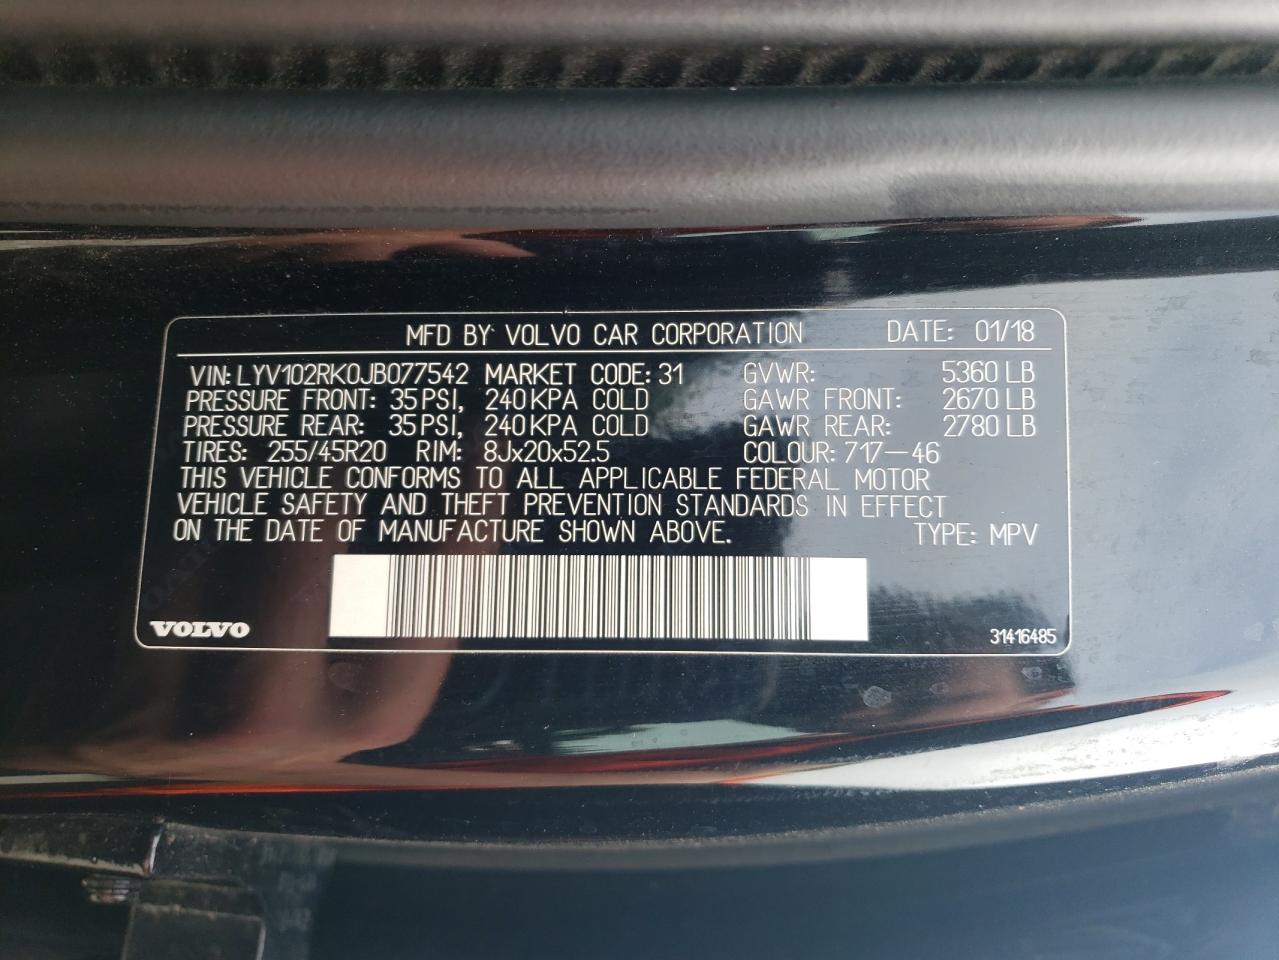 MFD BY VOLVO CAR CORPORATION DATE: 01/18
VIN: LYV102RK0JB077542 MARKET CODE: 31 GVWR: 5360 LB
PRESSURE FRONT: 35 PSI, 240 KPA COLD GAWR FRONT: 2670 LB
PRESSURE REAR: 35 PSI, 240 KPA COLD GAWR REAR: 2780 LB
TIRES: 255/45R20 RIM: 8Jx20x52.5 COLOUR: 717-46
THIS VEHICLE CONFORMS TO ALL APPLICABLE FEDERAL MOTOR
VEHICLE SAFETY AND THEFT PREVENTION STANDARDS IN EFFECT
ON THE DATE OF MANUFACTURE SHOWN ABOVE. TYPE: MPV
VOLVO 31416485